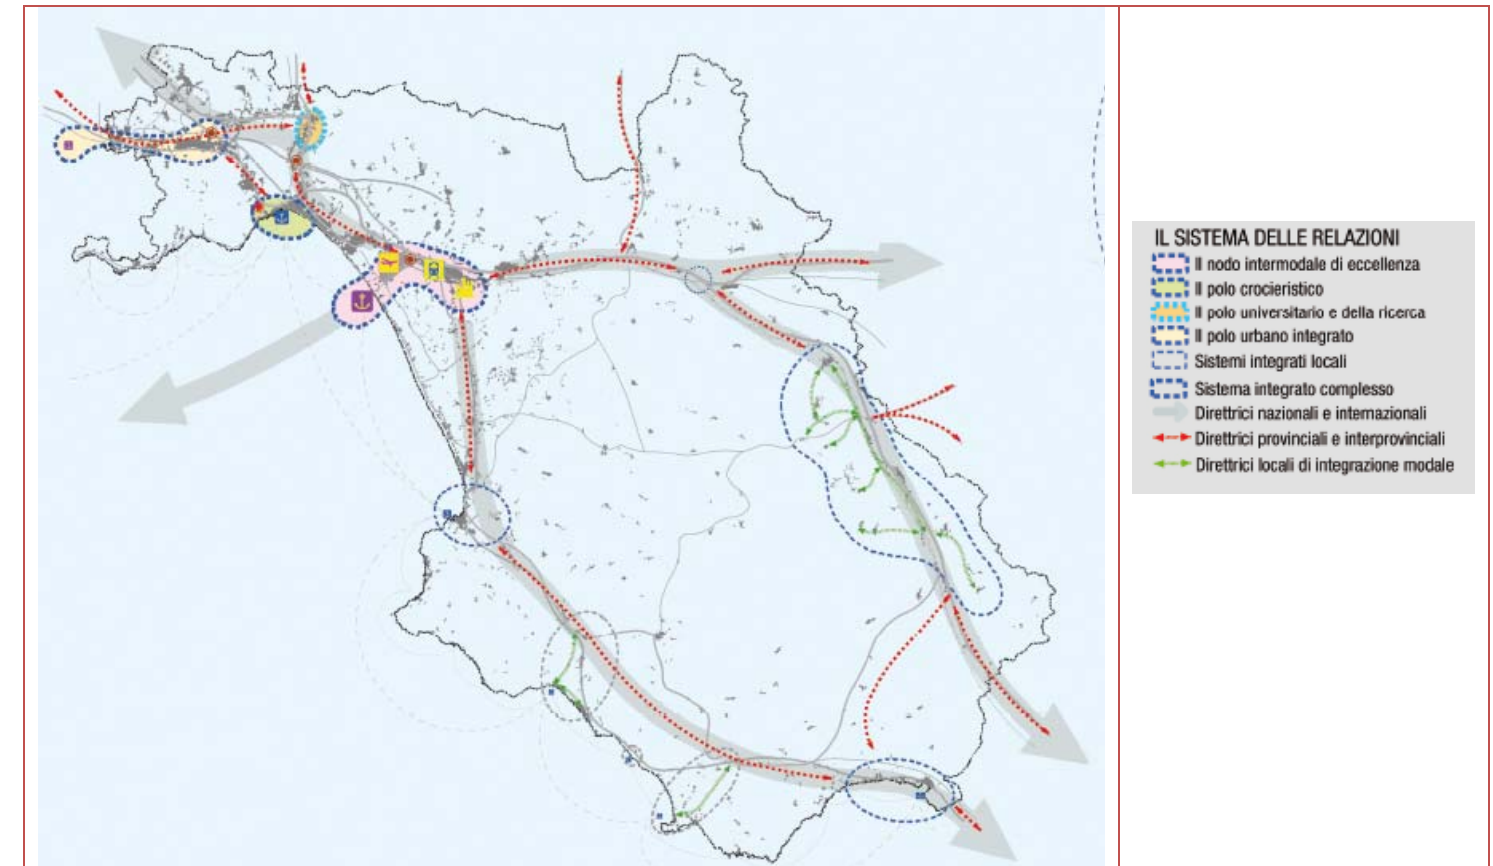 IL SISTEMA DELLE RELAZIONI
Il nodo intermodale di eccellenza
Il polo crocieristico
Il polo universitario e della ricerca
Il polo urbano integrato
Sistemi integrati locali
Sistema integrato complesso
Direttrici nazionali e internazionali
Direttrici provinciali e interprovinciali
Direttrici locali di integrazione modale